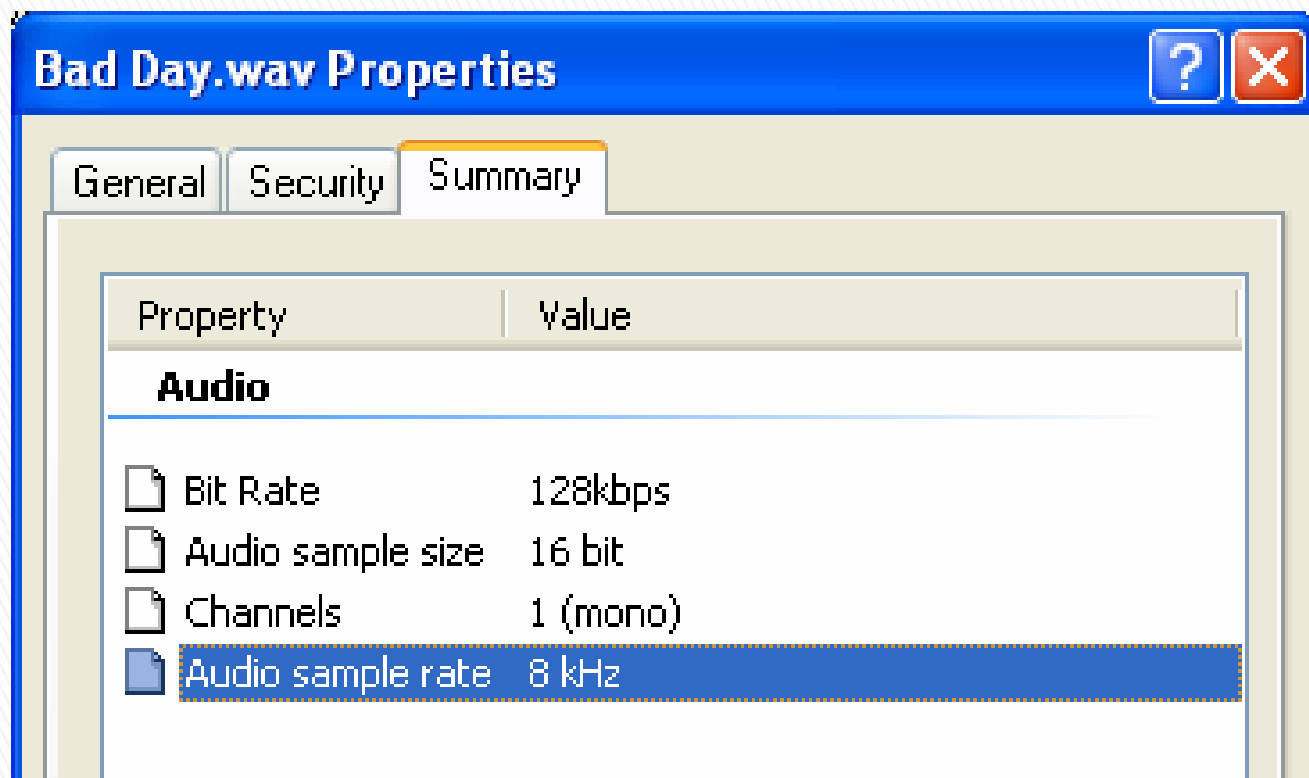 Bad Day.wav Properties
General Security Summary
Property Value
Audio
Bit Rate 128kbps
Audio sample size 16 bit
Channels 1 (mono)
Audio sample rate 8 kHz